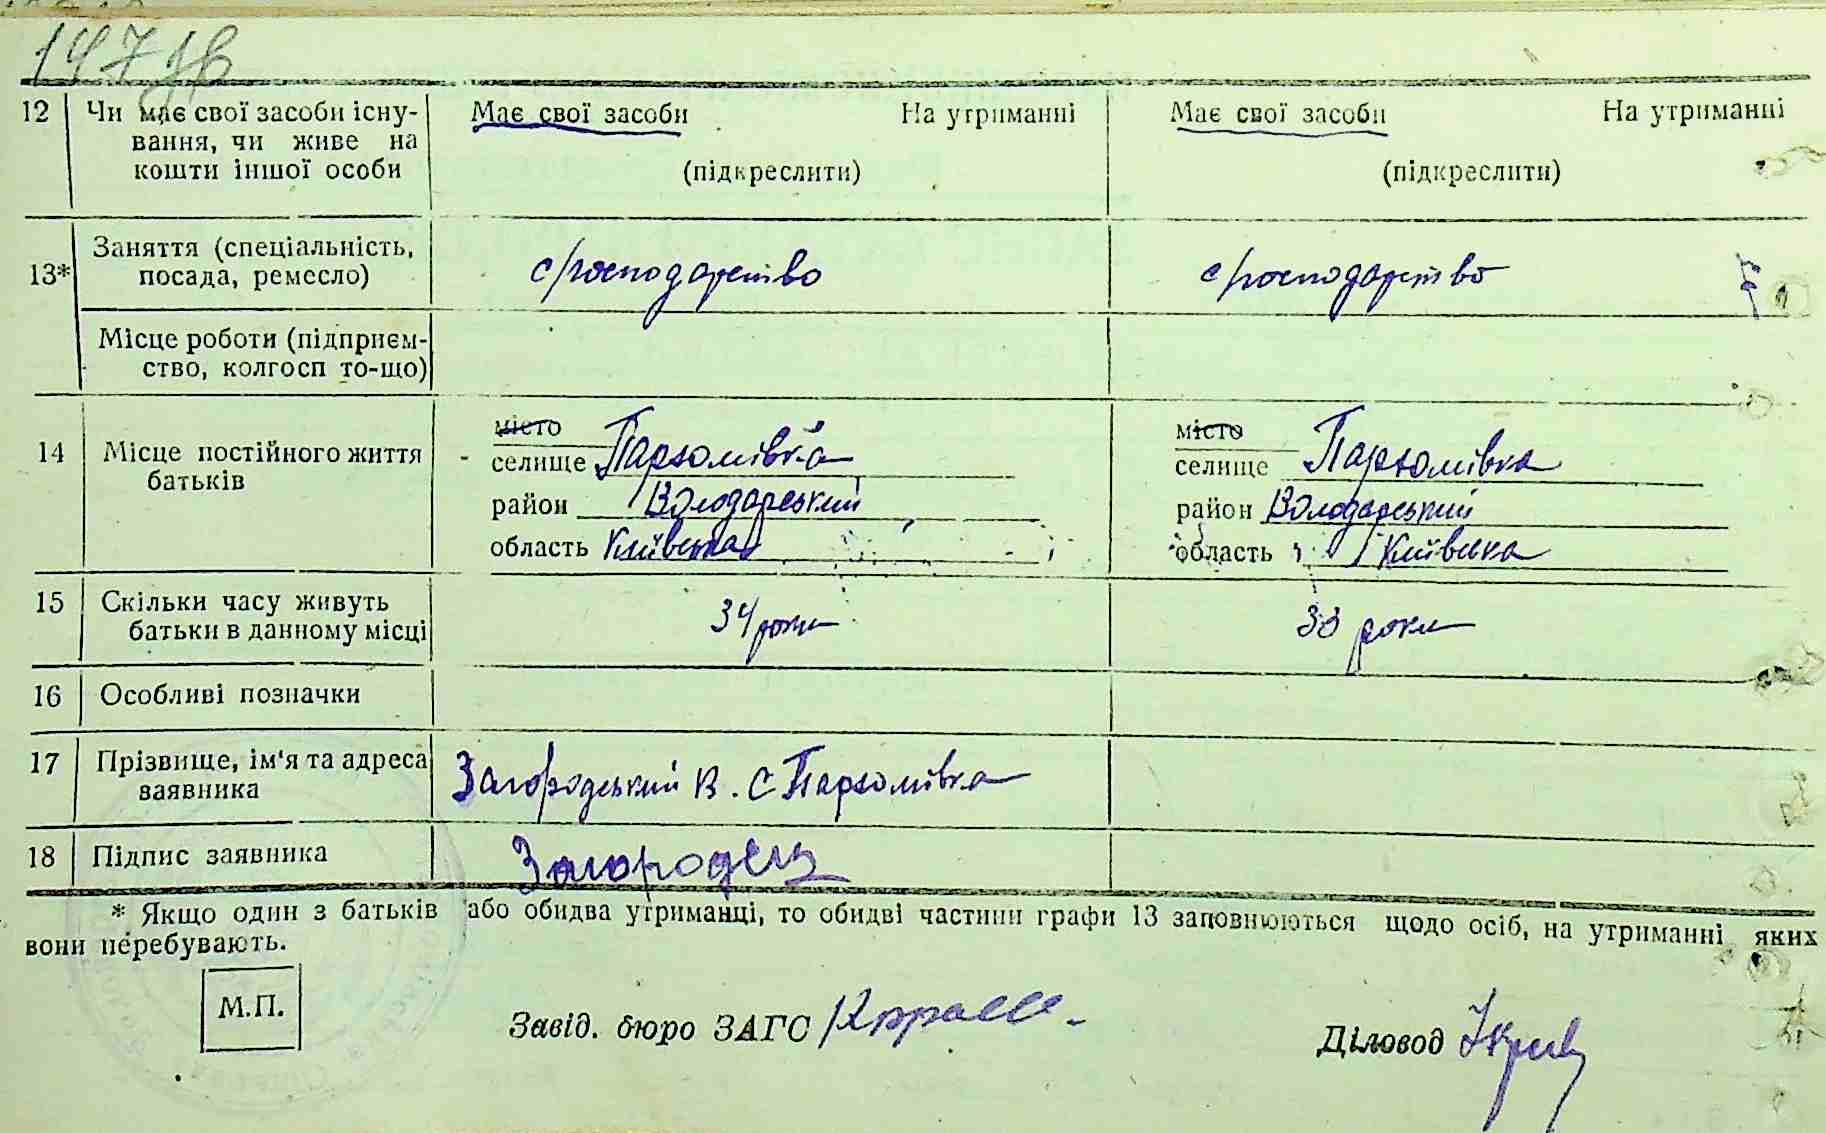 12 Чи має свої засоби існу- Має свої засоби На утриманні Має свої засоби На утриманні
вання, чи живе на
кошти іншої особи (підкреслити) (підкреслити)
Заняття (спеціальність,
13* посада, ремесло) с/господарство с/господарство
Місце роботи (підприєм-
ство, колгосп то-що)
місто місто
14 Місце постійного життя селище Пархомівка селище Пархомівка
батьків район Володарський район Володарський
область Київська область Київська
15 Скільки часу живуть 34 роки 33 роки
батьки в данному місці
16 Особливі позначки
17 Прізвище, ім'я та адреса Загородський В. с Пархомівка
заявника
18 Підпис заявника
* Якщо один з батьків або обидва утриманці, то обидві частини графи 13 заповнюються щодо осіб, на утриманні яких
вони перебувають.
М.П. Завід. бюро ЗАГС Діловод